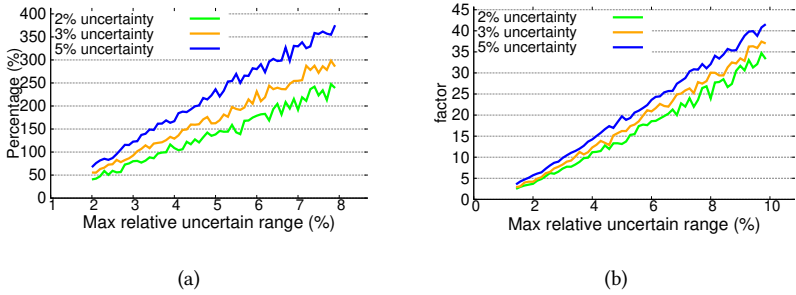 400
350
300
250
200
150
100
50
0
Percentage (%)
2% uncertainty
3% uncertainty
5% uncertainty
1 2 3 4 5 6 7 8
Max relative uncertain range (%)
(a)
45
40
35
30
25
20
15
10
5
0
factor
2% uncertainty
3% uncertainty
5% uncertainty
0 2 4 6 8 10
Max relative uncertain range (%)
(b)